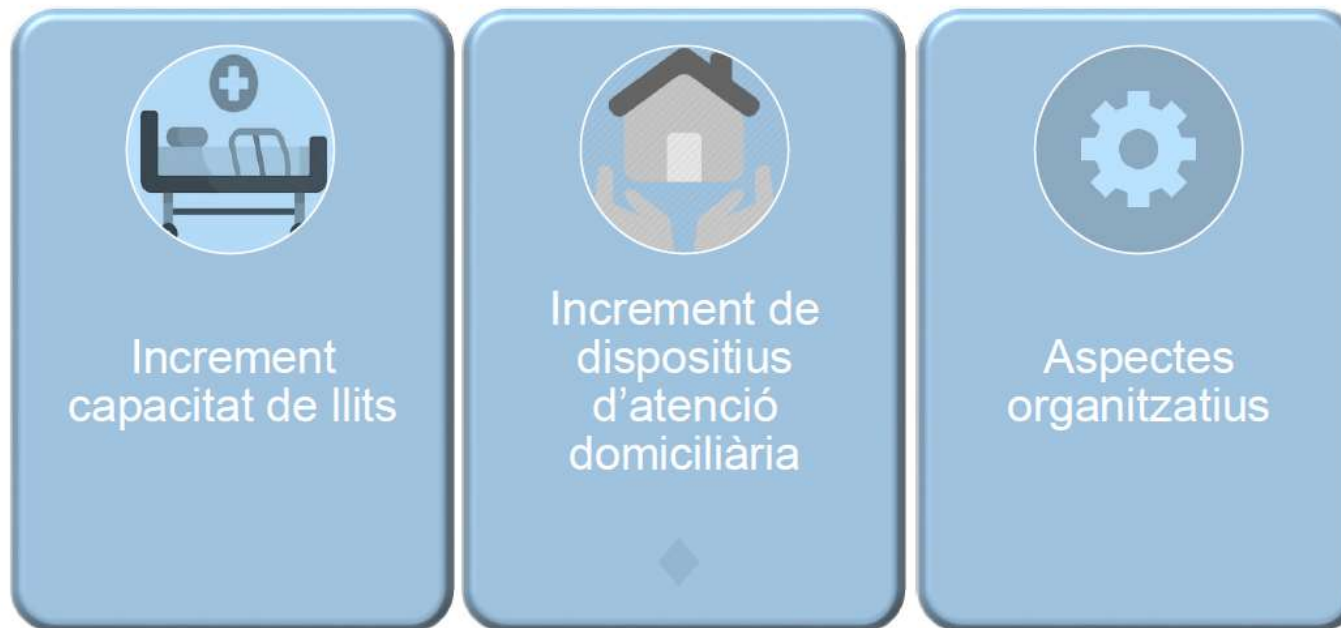 Increment
capacitat de llits
Increment de
dispositius
d'atenció
domiciliària
Aspectes
organitzatius